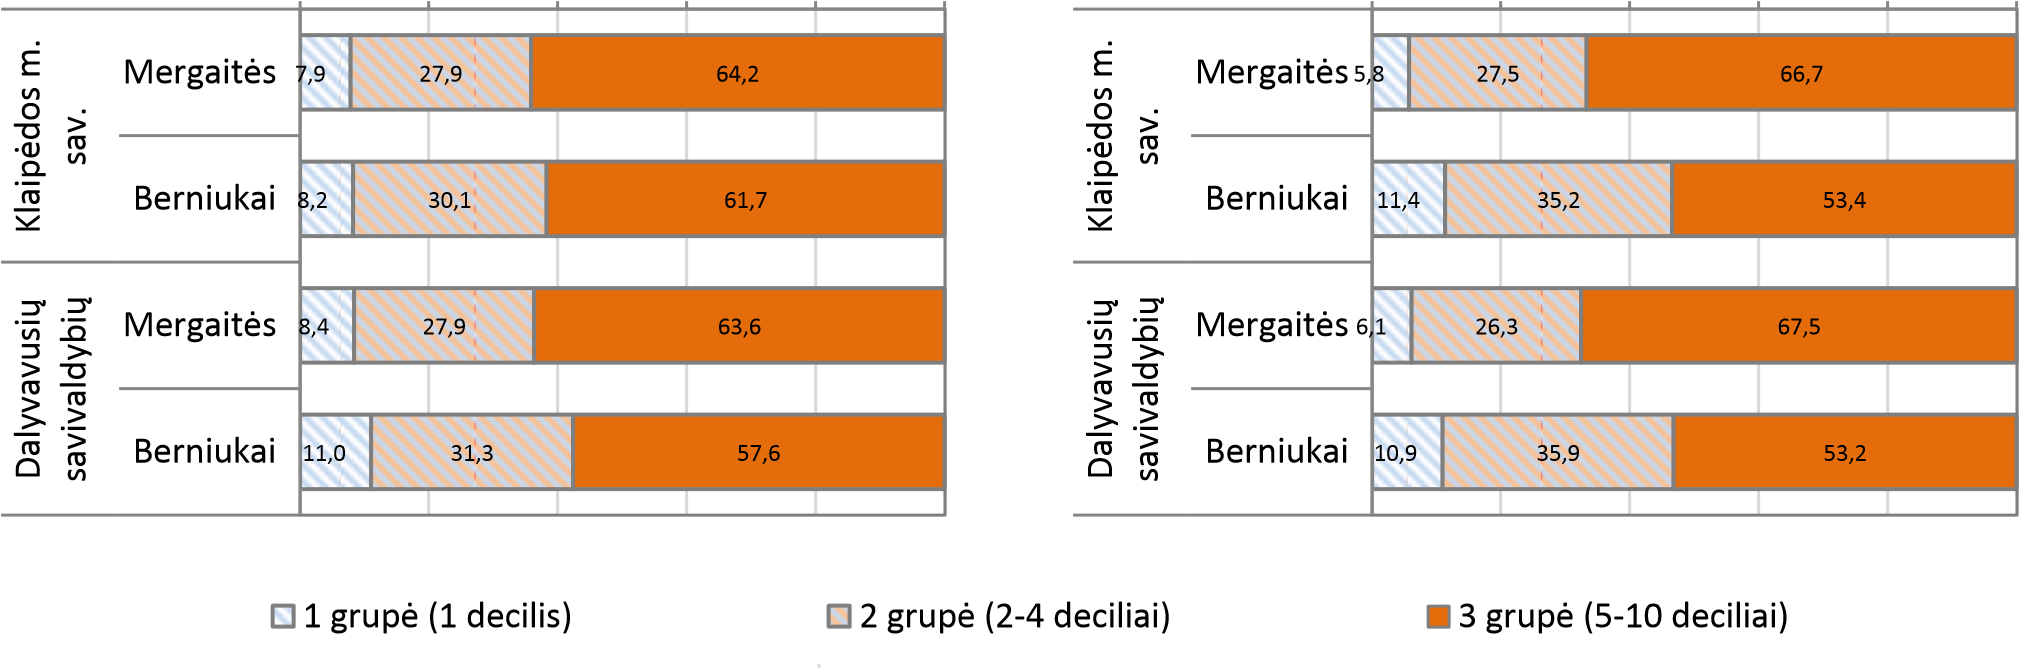 Klaipėdos m.
sav.
Mergaitės 7,9 27,9 64,2
Berniukai 8,2 30,1 61,7
Dalyvavusių
savivaldybių
Mergaitės 8,4 27,9 63,6
Berniukai 11,0 31,3 57,6
Klaipėdos m.
sav.
Mergaitės 5,8 27,5 66,7
Berniukai 11,4 35,2 53,4
Dalyvavusių
savivaldybių
Mergaitės 6,1 26,3 67,5
Berniukai 10,9 35,9 53,2
1 grupė (1 decilis) 2 grupė (2-4 deciliai) 3 grupė (5-10 deciliai)